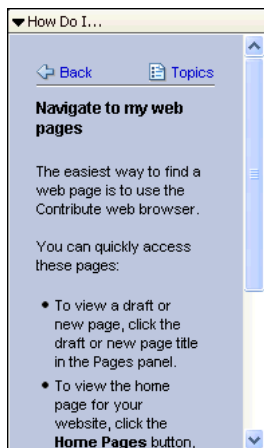 How Do I...
Back Topics
Navigate to my web
pages
The easiest way to find a
web page is to use the
Contribute web browser.
You can quickly access
these pages:
• To view a draft or
new page, click the
draft or new page title
in the Pages panel.
• To view the home
page for your
website, click the
Home Pages button,